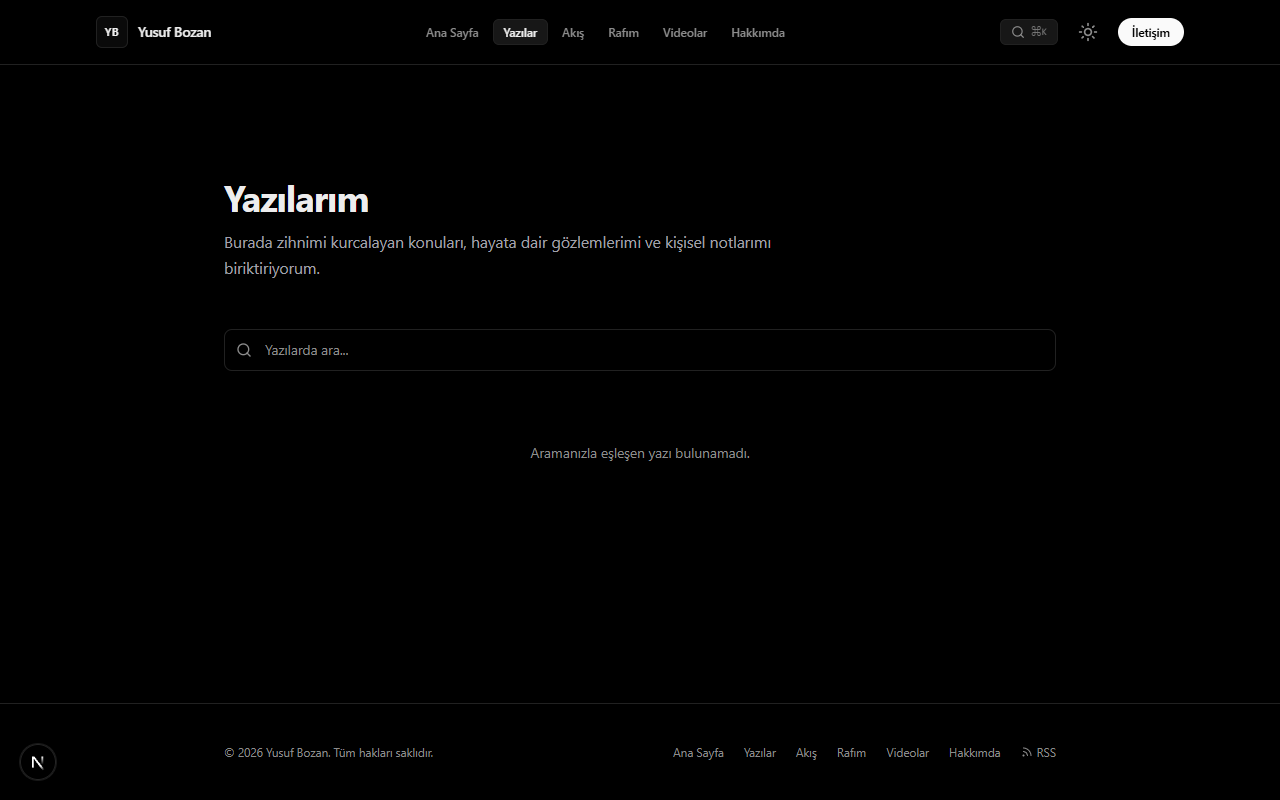 YB
Yusuf Bozan
Ana Sayfa
Yazılar
Akış
Rafım
Videolar
Hakkımda
⌘K
İletişim
Yazılarım
Burada zihnimi kurcalayan konuları, hayata dair gözlemlerimi ve kişisel notlarımı
biriktiriyorum.
Yazılarda ara...
Aramanızla eşleşen yazı bulunamadı.
© 2026 Yusuf Bozan. Tüm hakları saklıdır.
Ana Sayfa
Yazılar
Akış
Rafım
Videolar
Hakkımda
RSS
N